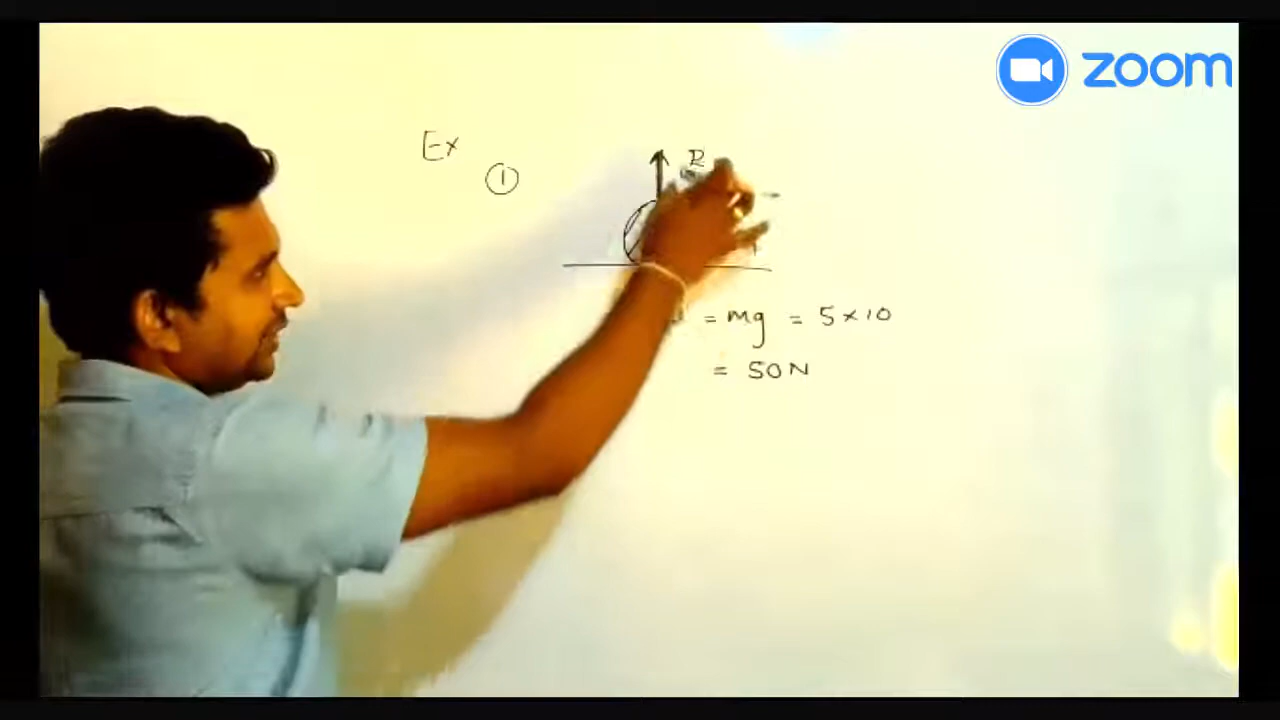 zoom
Ex
①
R
= mg = 5 × 10
= 50 N